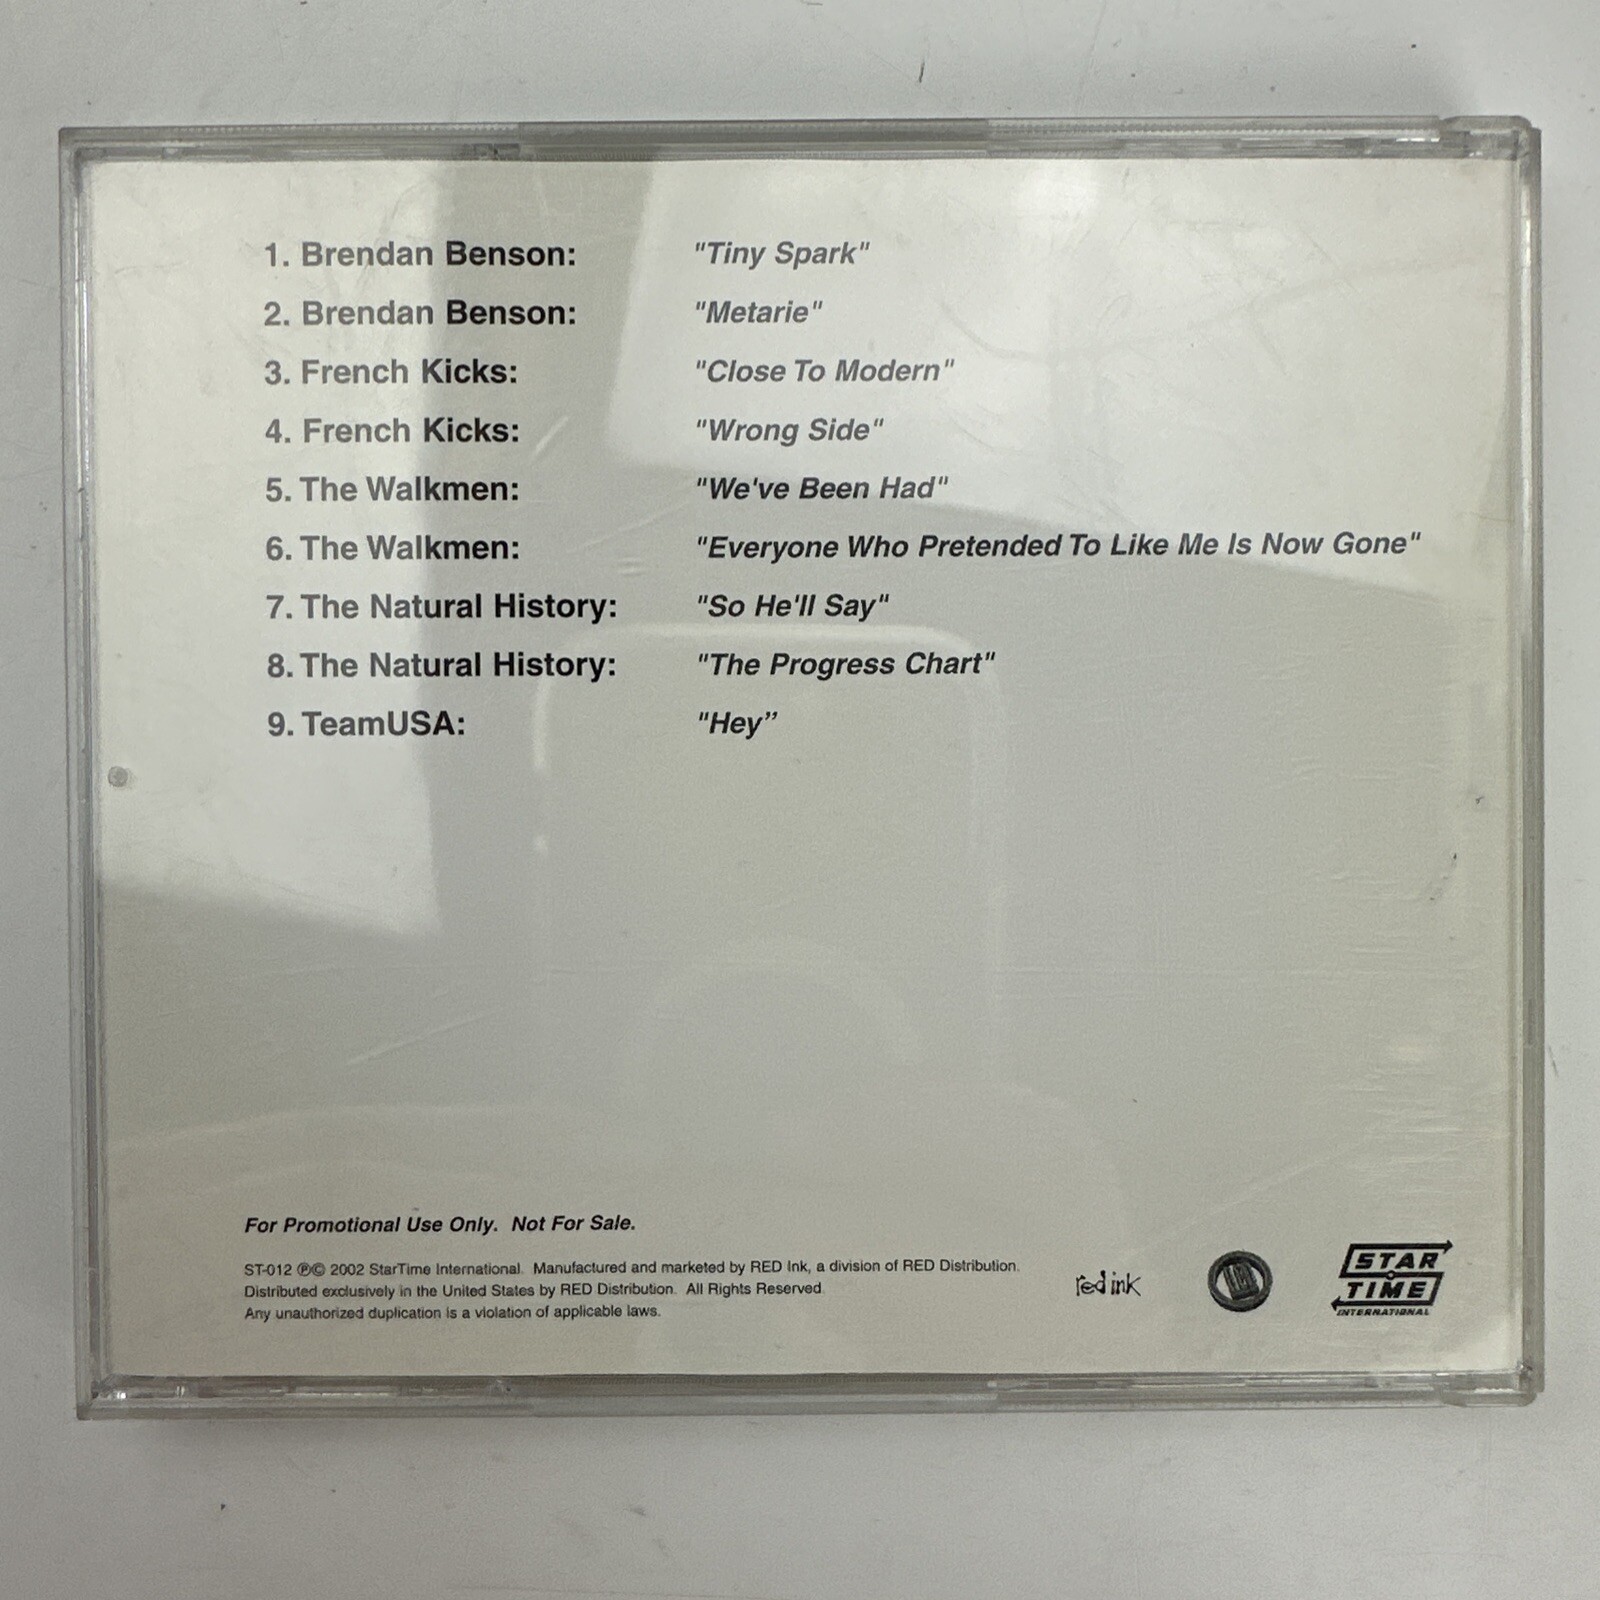 1. Brendan Benson: "Tiny Spark"
2. Brendan Benson: "Metarie"
3. French Kicks: "Close To Modern"
4. French Kicks: "Wrong Side"
5. The Walkmen: "We've Been Had"
6. The Walkmen: "Everyone Who Pretended To Like Me Is Now Gone"
7. The Natural History: "So He'll Say"
8. The Natural History: "The Progress Chart"
9. TeamUSA: "Hey”
For Promotional Use Only. Not For Sale.
ST-012 ℗© 2002 StarTime International. Manufactured and marketed by RED Ink, a division of RED Distribution.
Distributed exclusively in the United States by RED Distribution. All Rights Reserved.
Any unauthorized duplication is a violation of applicable laws.
red ink
STAR
TIME
INTERNATIONAL